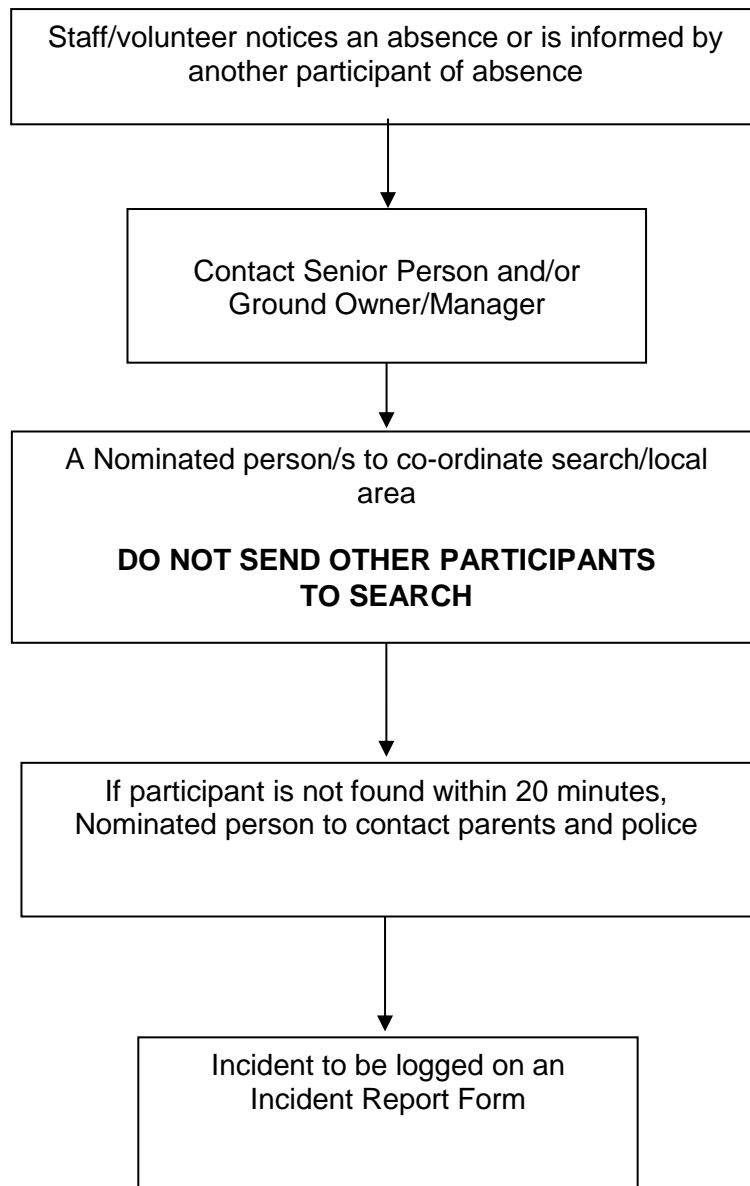 Staff/volunteer notices an absence or is informed by
another participant of absence
Contact Senior Person and/or
Ground Owner/Manager
A Nominated person/s to co-ordinate search/local
area
DO NOT SEND OTHER PARTICIPANTS
TO SEARCH
If participant is not found within 20 minutes,
Nominated person to contact parents and police
Incident to be logged on an
Incident Report Form